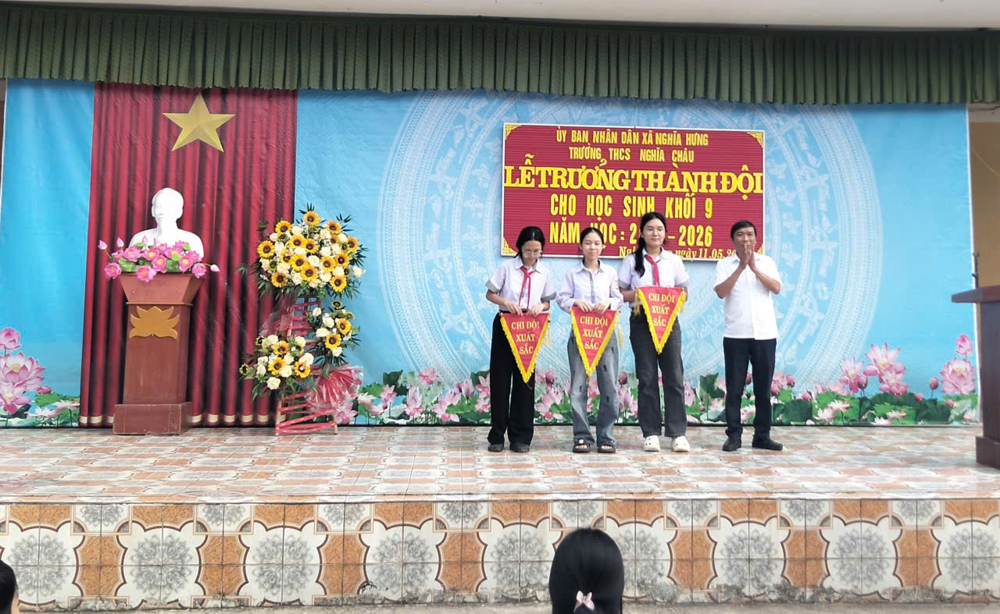 ỦY BAN NHÂN DÂN XÃ NGHĨA HƯNG
TRƯỜNG THCS NGHĨA CHÂU
LỄ TRƯỞNG THÀNH ĐỘI
CHO HỌC SINH KHỐI 9
NĂM HỌC : - 2026
ngày 11.05.
CHI ĐỘI
XUẤT
SẮC
CHI ĐỘI
XUẤT
SẮC
CHI ĐỘI
XUẤT
SẮC